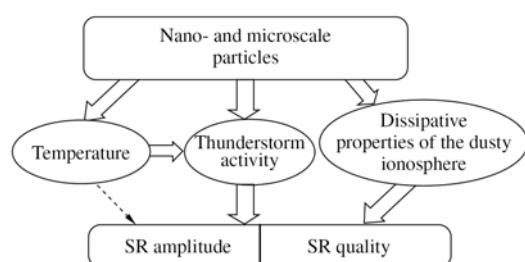 Nano- and microscale
particles
Temperature
Thunderstorm
activity
Dissipative
properties of the dusty
ionosphere
SR amplitude
SR quality